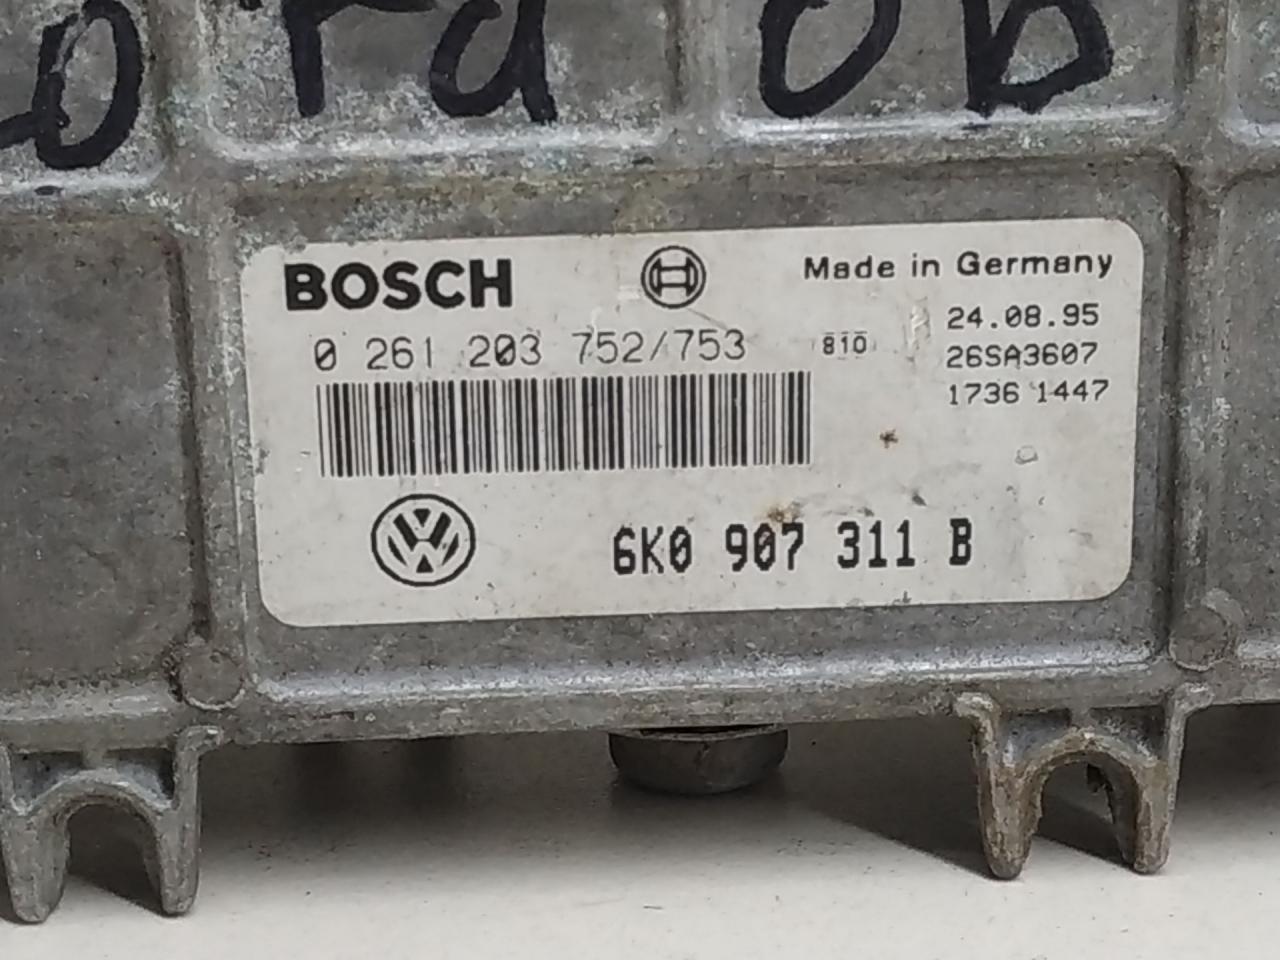 BOSCH
Made in Germany
0 261 203 752/753
810
24.08.95
26SA3607
1736 1447
6K0 907 311 B